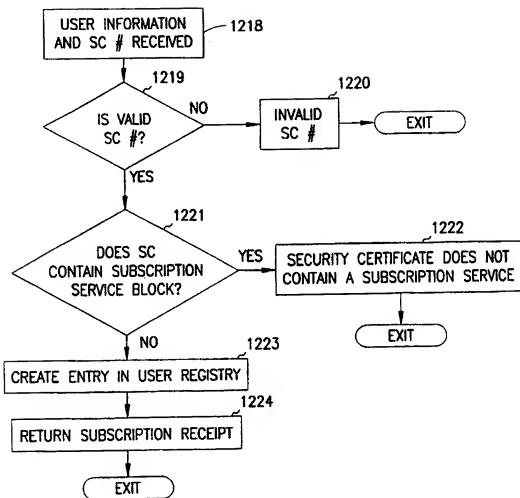 USER INFORMATION
AND SC # RECEIVED
1218
1219
IS VALID
SC #?
NO
1220
INVALID
SC #
EXIT
YES
1221
DOES SC
CONTAIN SUBSCRIPTION
SERVICE BLOCK?
YES
1222
SECURITY CERTIFICATE DOES NOT
CONTAIN A SUBSCRIPTION SERVICE
EXIT
NO
1223
CREATE ENTRY IN USER REGISTRY
1224
RETURN SUBSCRIPTION RECEIPT
EXIT